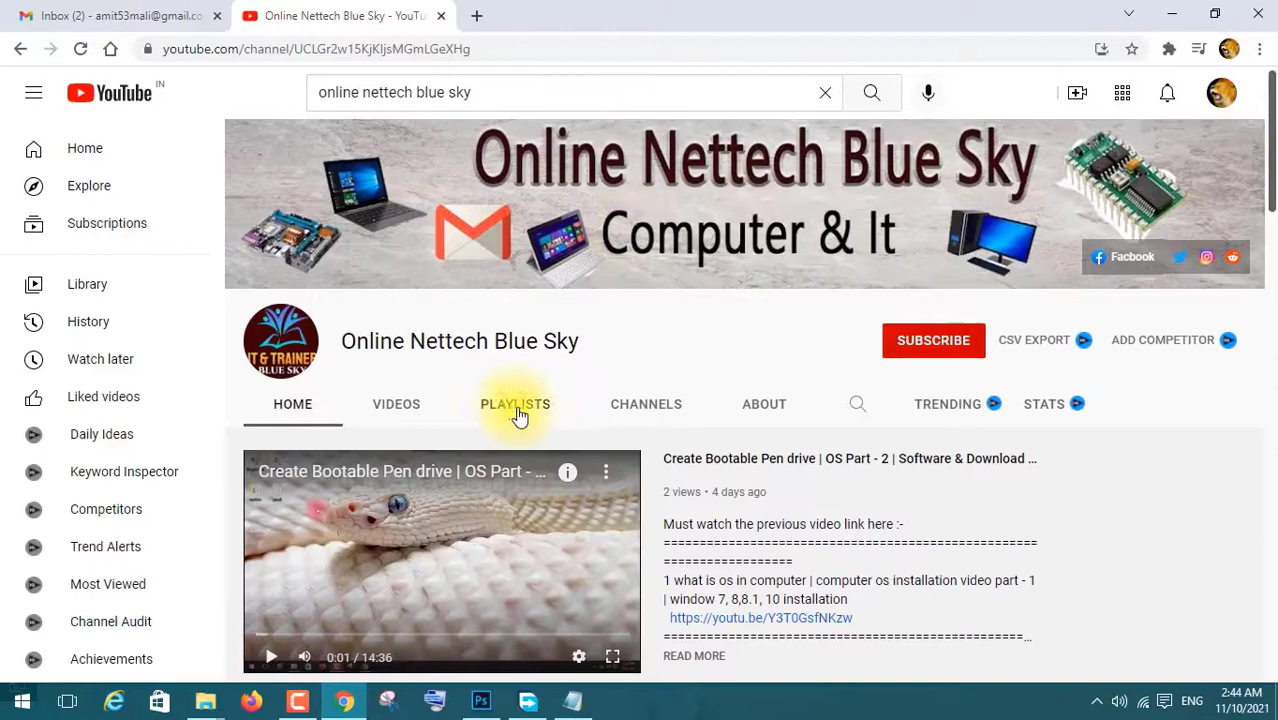 Inbox (2) - amit53mali@gmail.co
Online Nettech Blue Sky - YouTu
youtube.com/channel/UCLGr2w15KjKIjsMGmLGeXHg
YouTube IN
online nettech blue sky
Home
Explore
Subscriptions
Library
History
Watch later
Liked videos
Daily Ideas
Keyword Inspector
Competitors
Trend Alerts
Most Viewed
Channel Audit
Achievements
Online Nettech Blue Sky
Computer & It
Facbook
IT & TRAINER
BLUE SKY
Online Nettech Blue Sky
SUBSCRIBE
CSV EXPORT
ADD COMPETITOR
HOME
VIDEOS
PLAYLISTS
CHANNELS
ABOUT
TRENDING
STATS
Create Bootable Pen drive | OS Part - ...
0:01 / 14:36
Create Bootable Pen drive | OS Part - 2 | Software & Download ...
2 views • 4 days ago
Must watch the previous video link here :-
====================================================
==================
1 what is os in computer | computer os installation video part - 1
| window 7, 8,8.1, 10 installation
https://youtu.be/Y3T0GsfNKzw
===================================================...
READ MORE
ENG
2:44 AM
11/10/2021